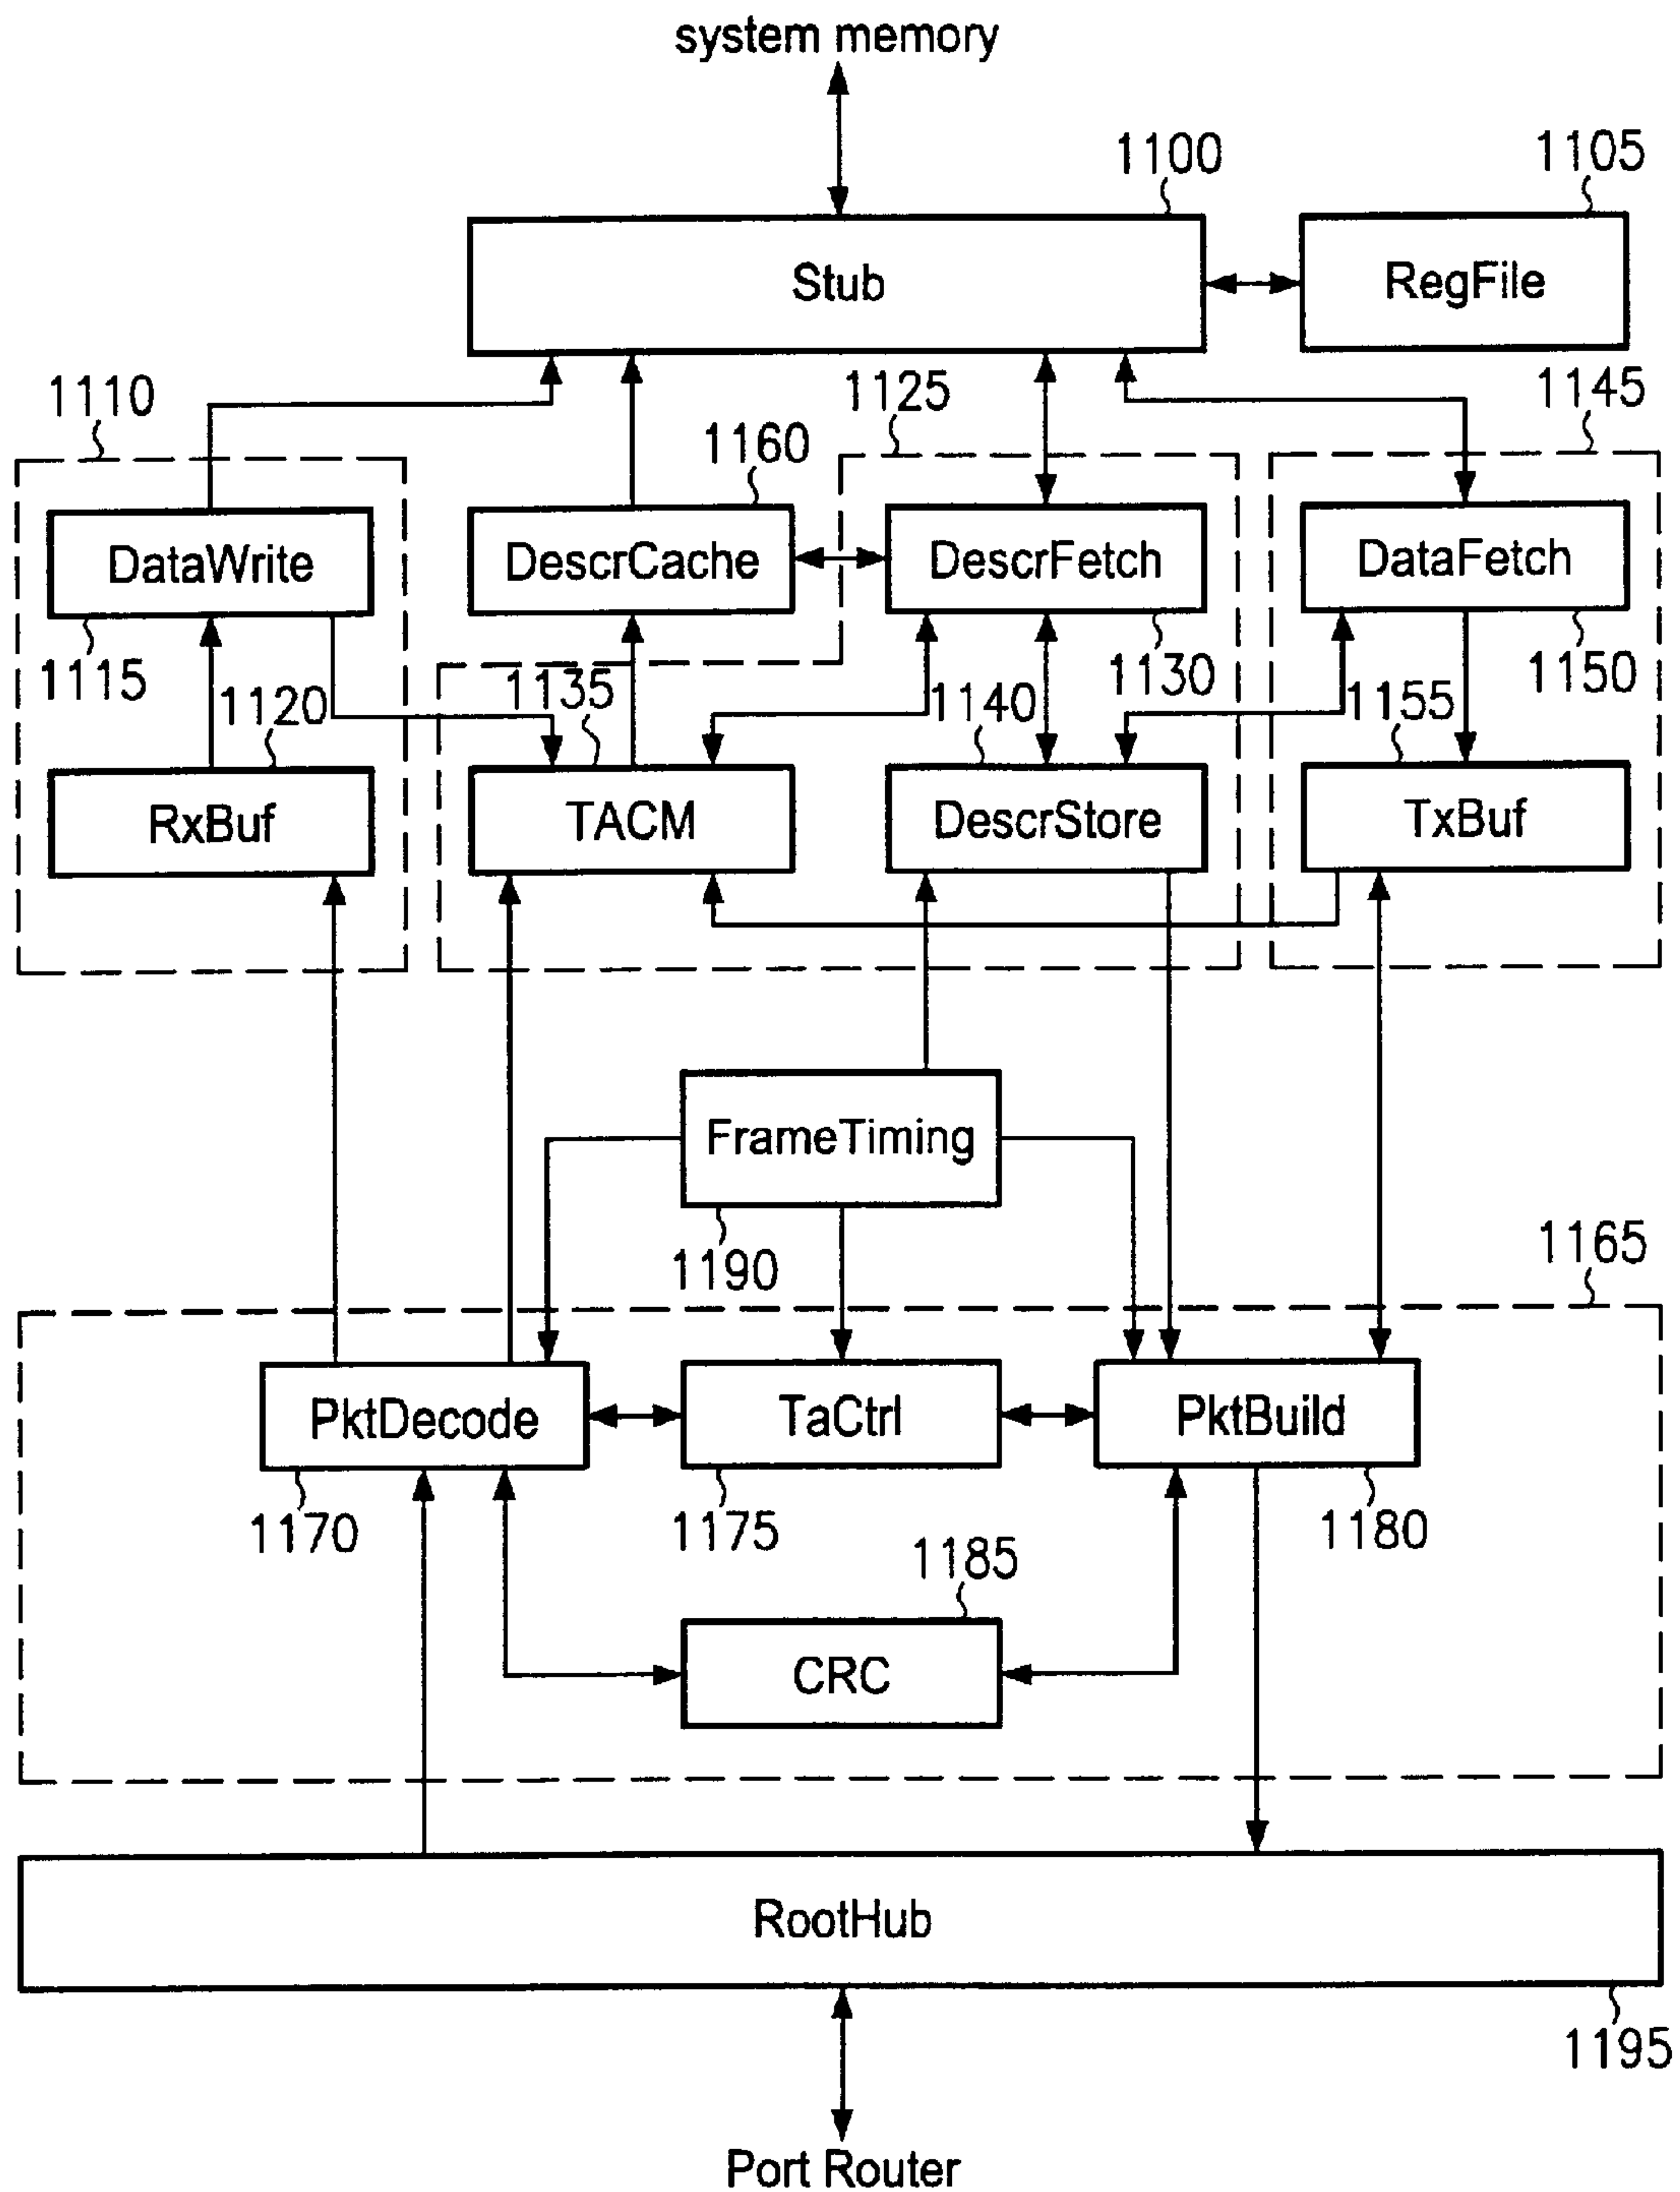 system memory
1100
1105
Stub
RegFile
1110
1125
1145
1160
DataWrite
DescrCache
DescrFetch
DataFetch
1115
1120
1135
1140
1130
1155
1150
RxBuf
TACM
DescrStore
TxBuf
FrameTiming
1190
1165
PktDecode
TaCtrl
PktBuild
1170
1175
1180
1185
CRC
RootHub
1195
Port Router